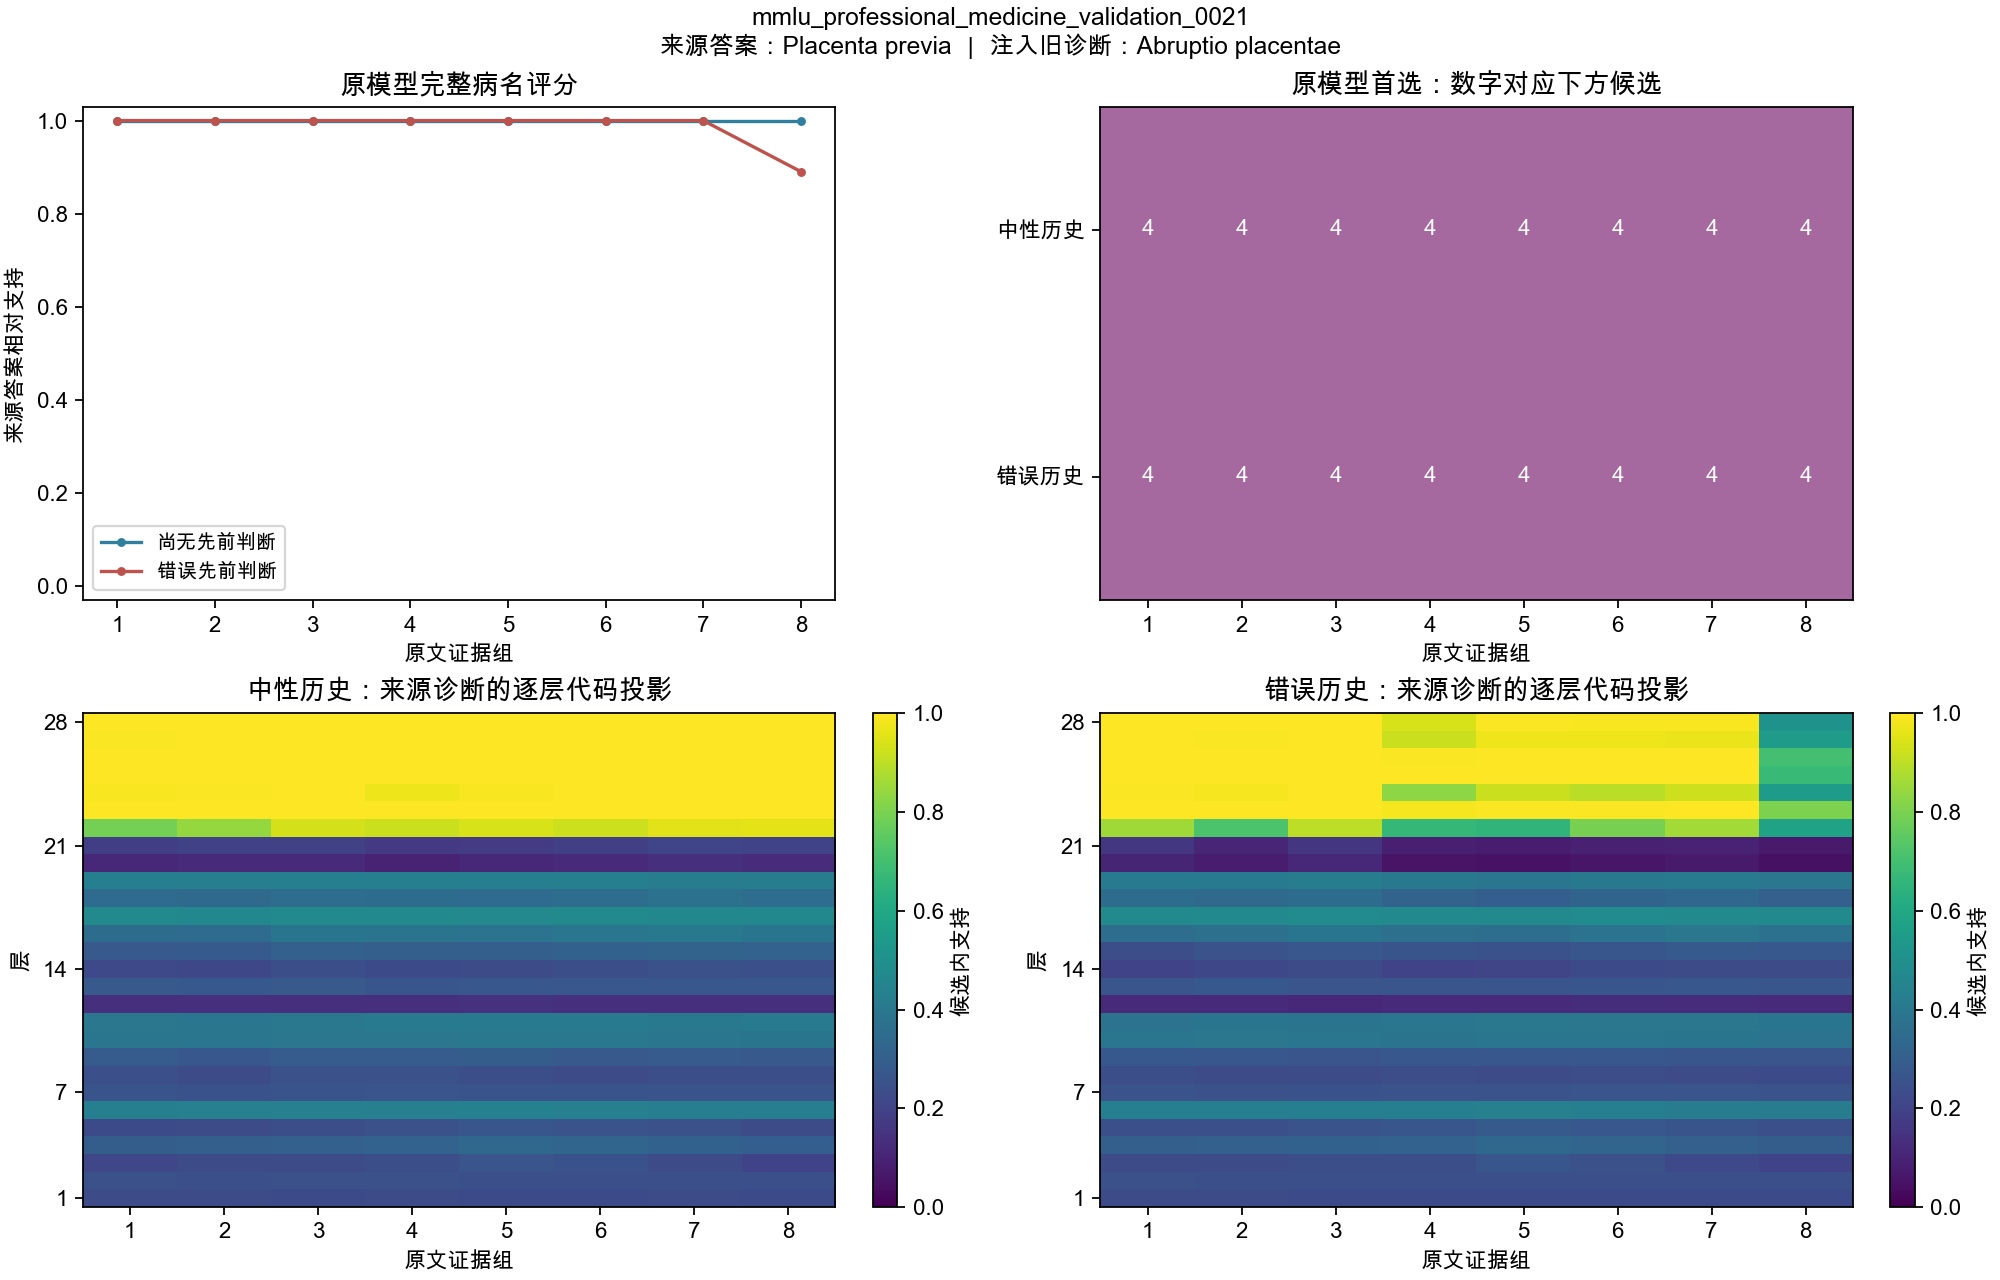 mmlu_professional_medicine_validation_0021
来源答案：Placenta previa | 注入旧诊断：Abruptio placentae
原模型完整病名评分
来源答案相对支持
1.0
0.8
0.6
0.4
0.2
0.0
尚无先前判断
错误先前判断
1 2 3 4 5 6 7 8
原文证据组
原模型首选：数字对应下方候选
中性历史
4 4 4 4 4 4 4 4
错误历史
4 4 4 4 4 4 4 4
1 2 3 4 5 6 7 8
原文证据组
中性历史：来源诊断的逐层代码投影
层
28
21
14
7
1
1 2 3 4 5 6 7 8
原文证据组
1.0
0.8
0.6
0.4
0.2
0.0
候选内支持
错误历史：来源诊断的逐层代码投影
层
28
21
14
7
1
1 2 3 4 5 6 7 8
原文证据组
1.0
0.8
0.6
0.4
0.2
0.0
候选内支持